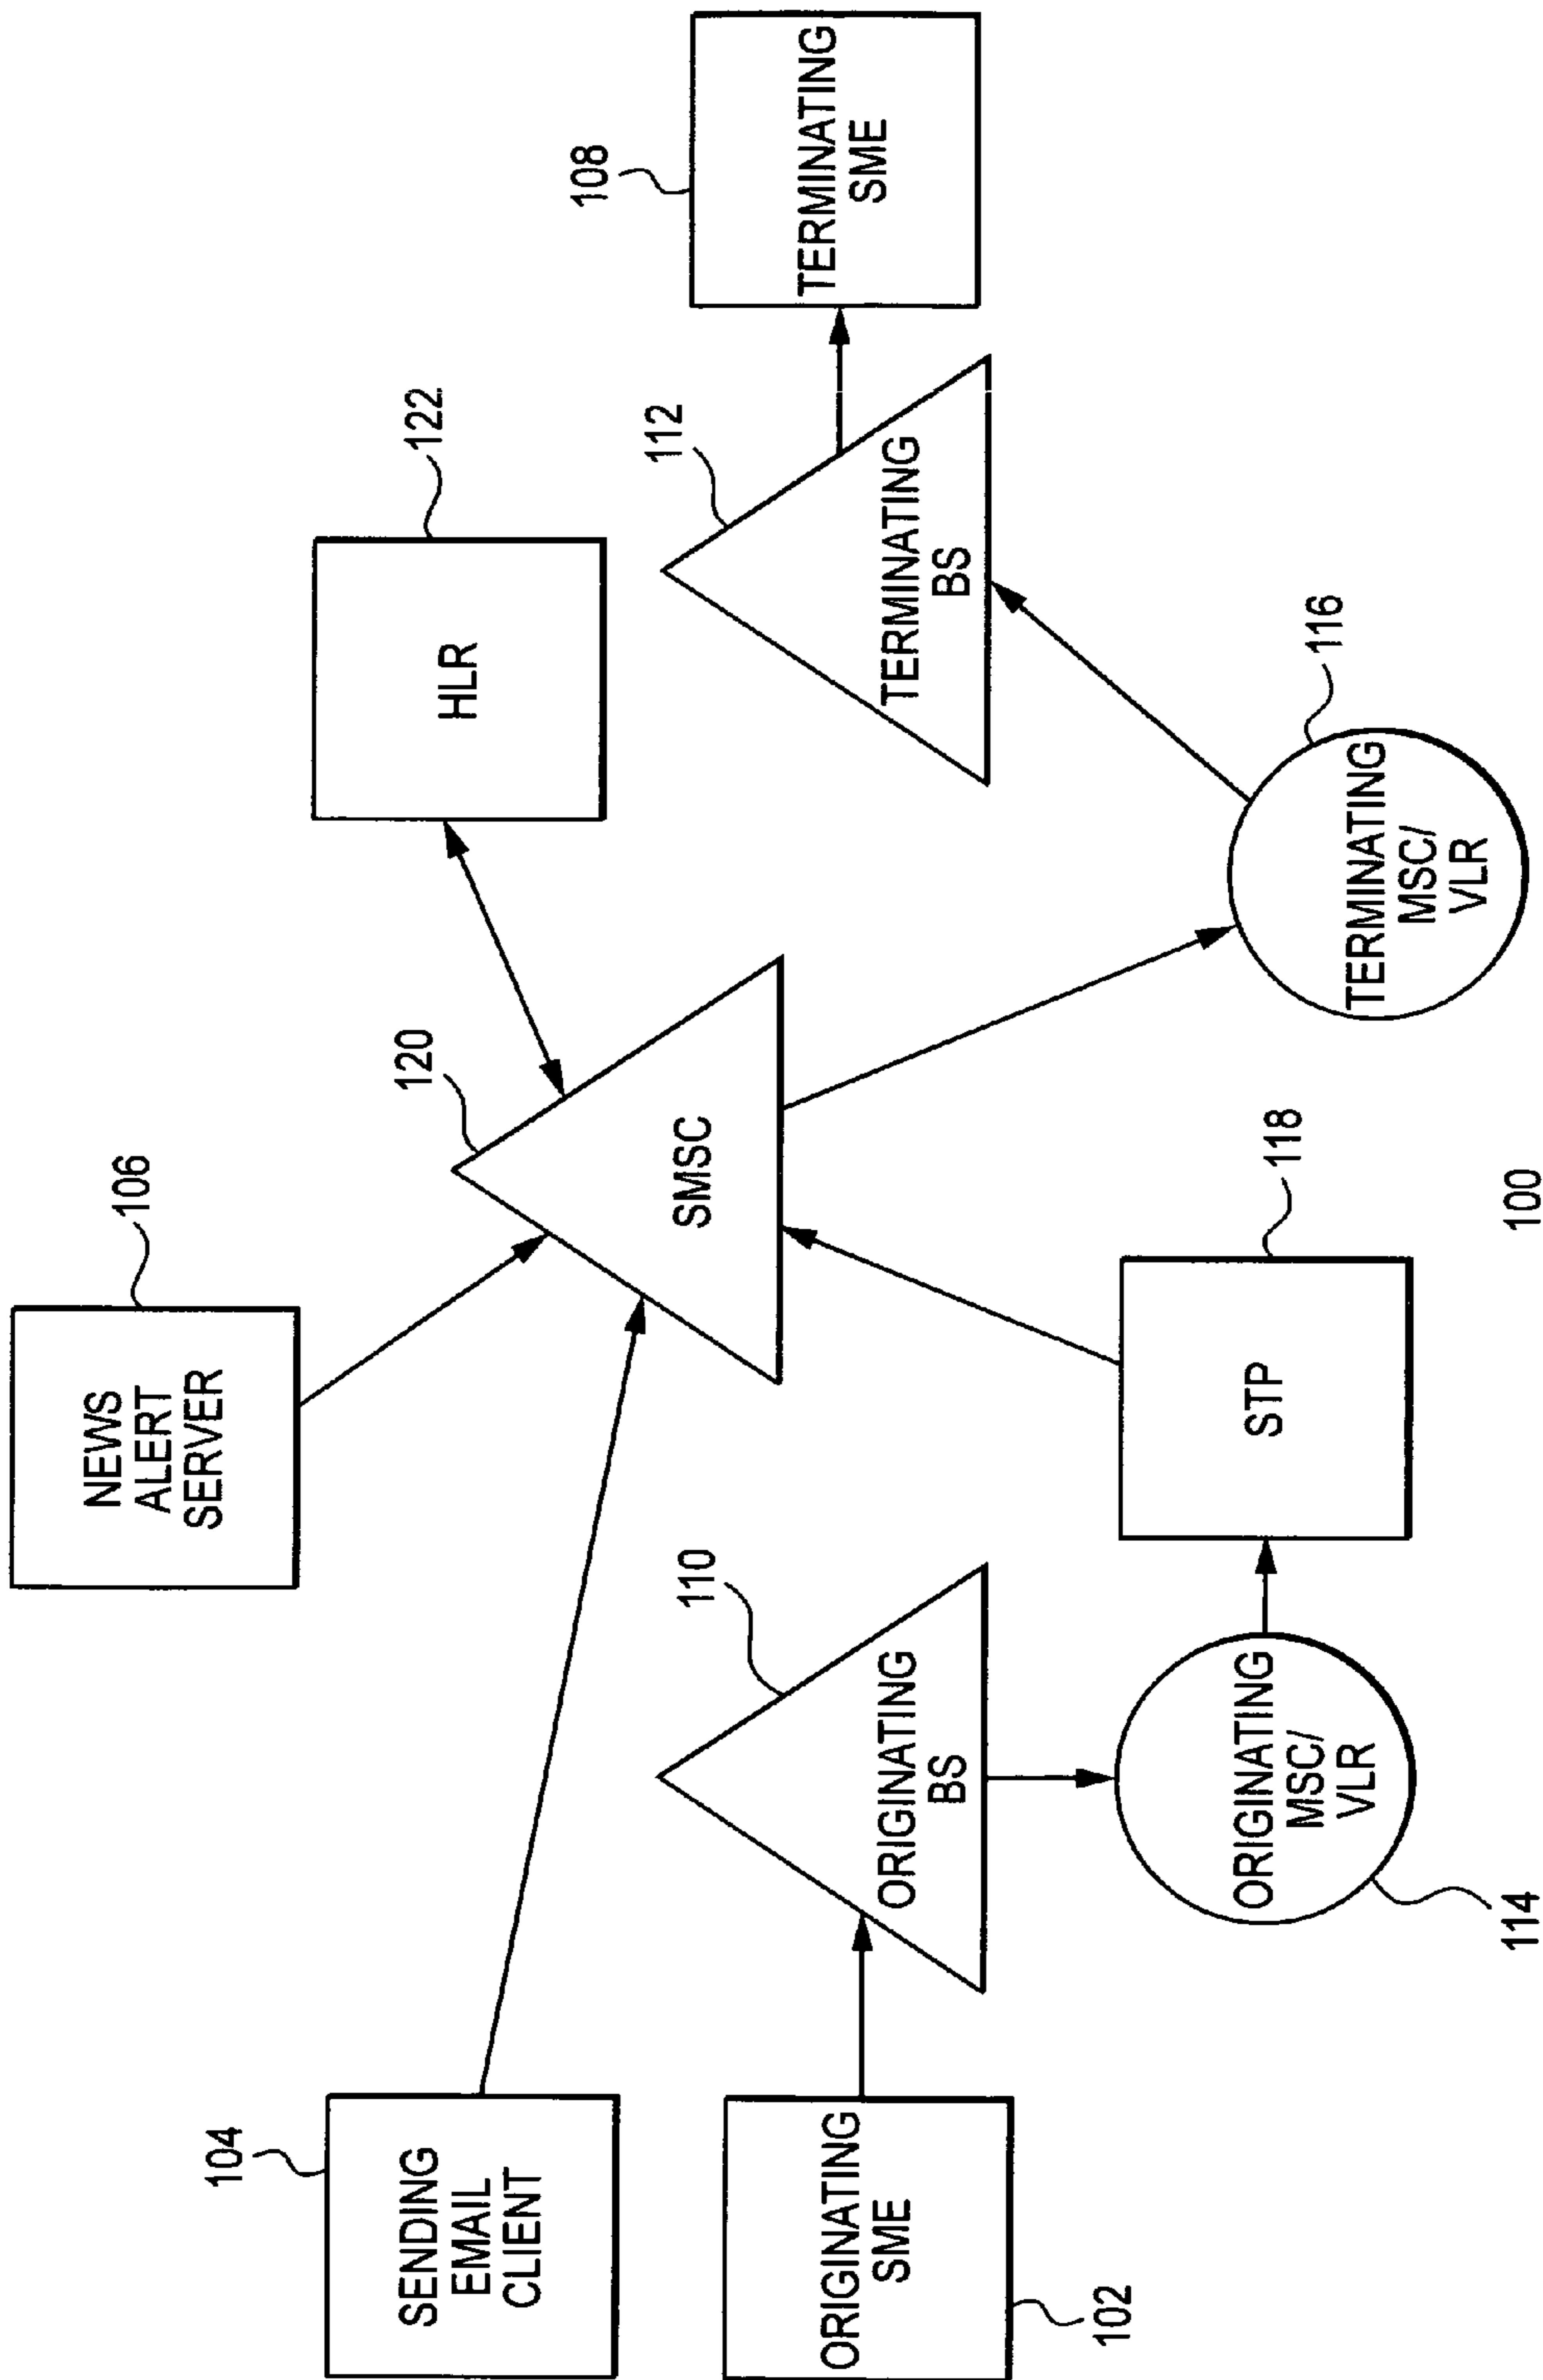 106
NEWS
ALERT
SERVER
104
SENDING
EMAIL
CLIENT
120
SMSC
122
HLR
102
ORIGINATING
SME
110
ORIGINATING
BS
112
TERMINATING
BS
108
TERMINATING
SME
114
ORIGINATING
MSC/
VLR
118
STP
116
TERMINATING
MSC/
VLR
100